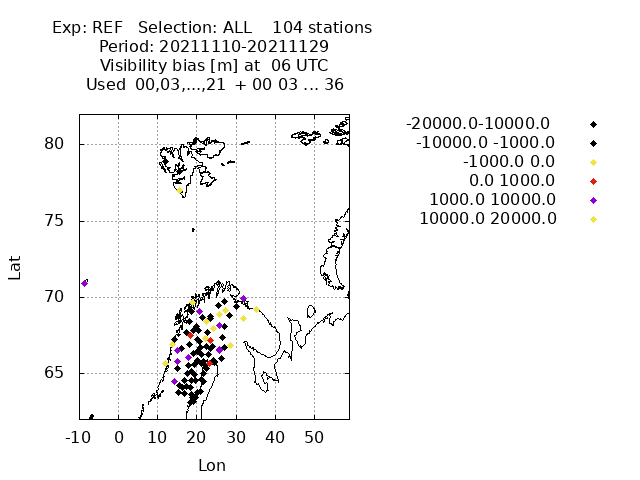 Exp: REF Selection: ALL 104 stations
Period: 20211110-20211129
Visibility bias [m] at 06 UTC
Used 00,03,...,21 + 00 03 ... 36
-20000.0-10000.0
-10000.0 -1000.0
-1000.0 0.0
0.0 1000.0
1000.0 10000.0
10000.0 20000.0
Lat
80
75
70
65
-10 0 10 20 30 40 50
Lon